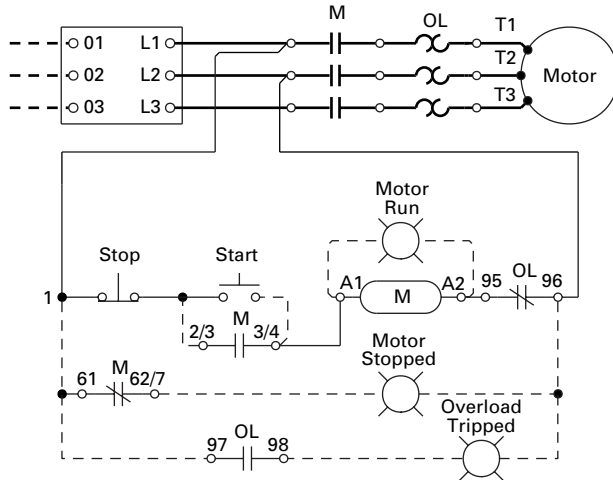 M OL T1
01 L1
T2
02 L2 Motor
T3
03 L3
Motor
Run
Stop Start
A1 M A2 95 OL 96
1
M
2/3 3/4
Motor
Stopped
M
61 62/7
Overload
Tripped
97 OL 98